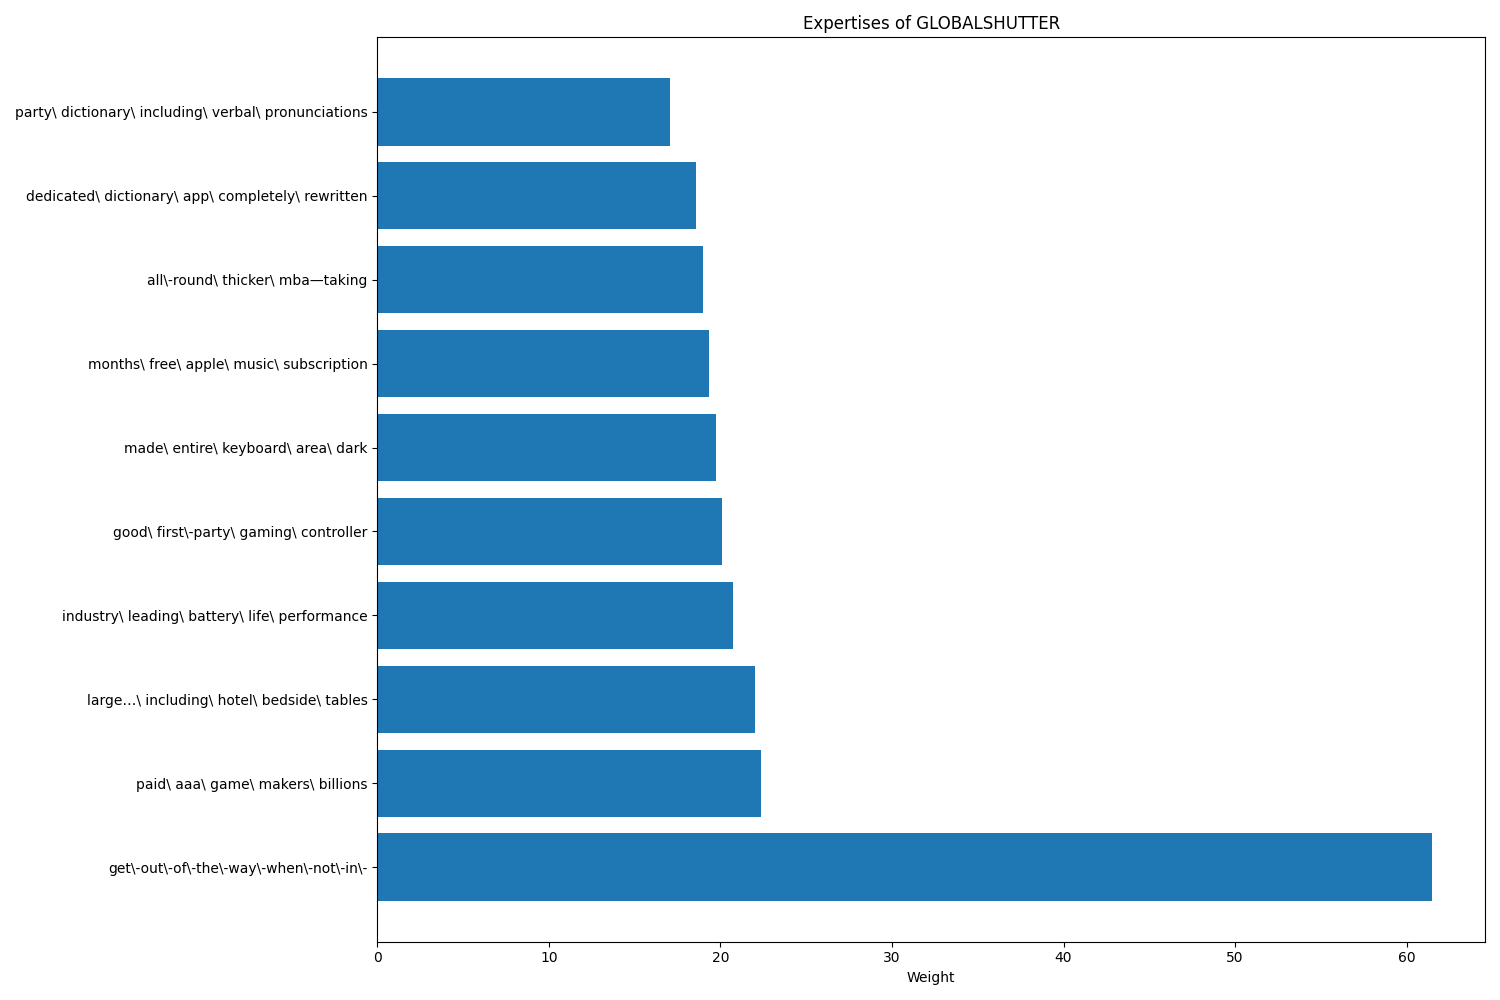 Expertises of GLOBALSHUTTER
party\ dictionary\ including\ verbal\ pronunciations
dedicated\ dictionary\ app\ completely\ rewritten
all\-round\ thicker\ mba—taking
months\ free\ apple\ music\ subscription
made\ entire\ keyboard\ area\ dark
good\ first\-party\ gaming\ controller
industry\ leading\ battery\ life\ performance
large…\ including\ hotel\ bedside\ tables
paid\ aaa\ game\ makers\ billions
get\-out\-of\-the\-way\-when\-not\-in\-
0 10 20 30 40 50 60
Weight